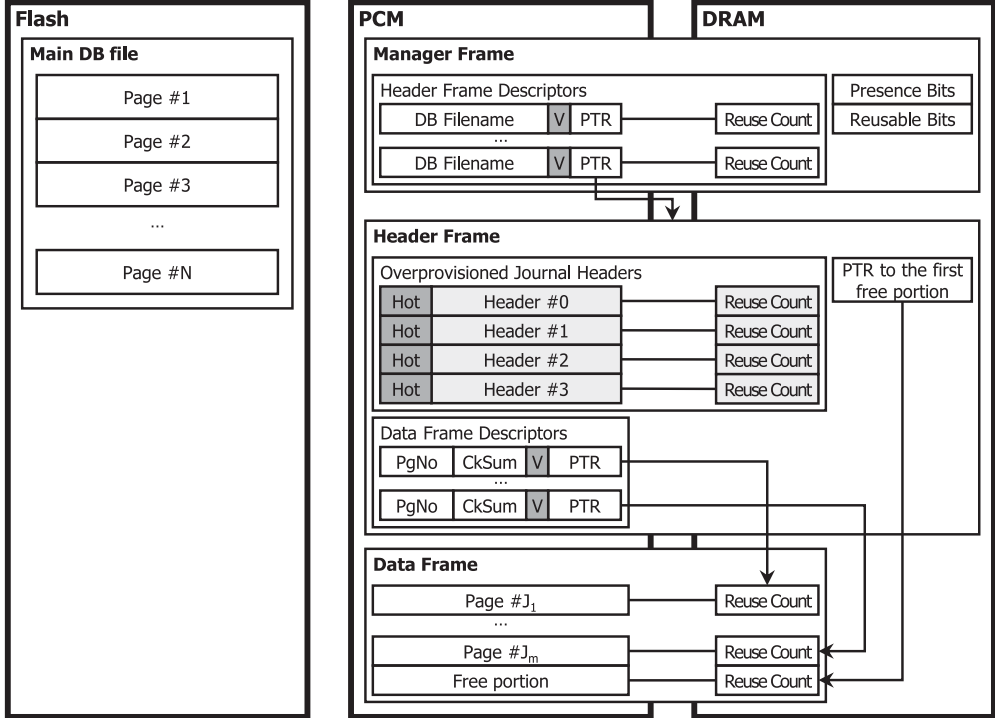 Flash
Main DB file
Page #1
Page #2
Page #3
...
Page #N
PCM
DRAM
Manager Frame
Header Frame Descriptors
DB Filename V PTR Reuse Count
...
DB Filename V PTR Reuse Count
Presence Bits
Reusable Bits
Header Frame
Overprovisioned Journal Headers
Hot Header #0 Reuse Count
Hot Header #1 Reuse Count
Hot Header #2 Reuse Count
Hot Header #3 Reuse Count
PTR to the first
free portion
Data Frame Descriptors
PgNo CkSum V PTR
...
PgNo CkSum V PTR
Data Frame
Page #J₁ Reuse Count
...
Page #Jₘ Reuse Count
Free portion Reuse Count